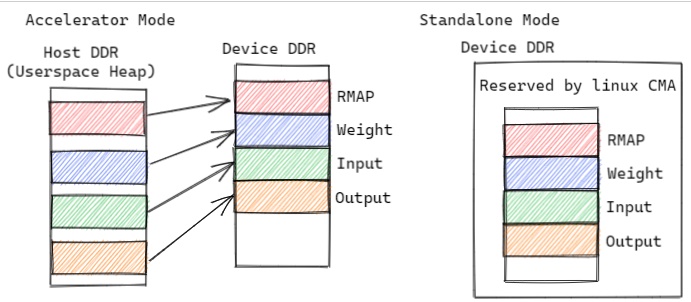 Accelerator Mode
Host DDR
(Userspace Heap)
Device DDR
RMAP
Weight
Input
Output
Standalone Mode
Device DDR
Reserved by linux CMA
RMAP
Weight
Input
Output